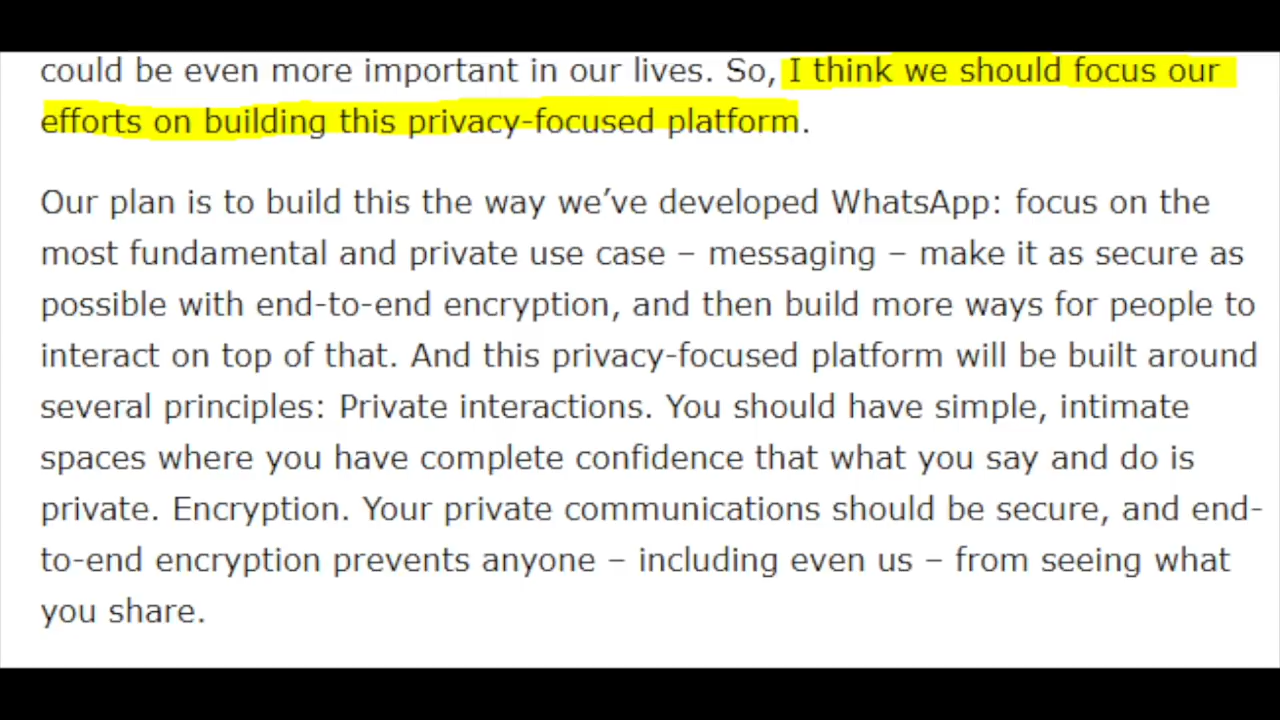 could be even more important in our lives. So, I think we should focus our
efforts on building this privacy-focused platform.
Our plan is to build this the way we’ve developed WhatsApp: focus on the
most fundamental and private use case – messaging – make it as secure as
possible with end-to-end encryption, and then build more ways for people to
interact on top of that. And this privacy-focused platform will be built around
several principles: Private interactions. You should have simple, intimate
spaces where you have complete confidence that what you say and do is
private. Encryption. Your private communications should be secure, and end-
to-end encryption prevents anyone – including even us – from seeing what
you share.